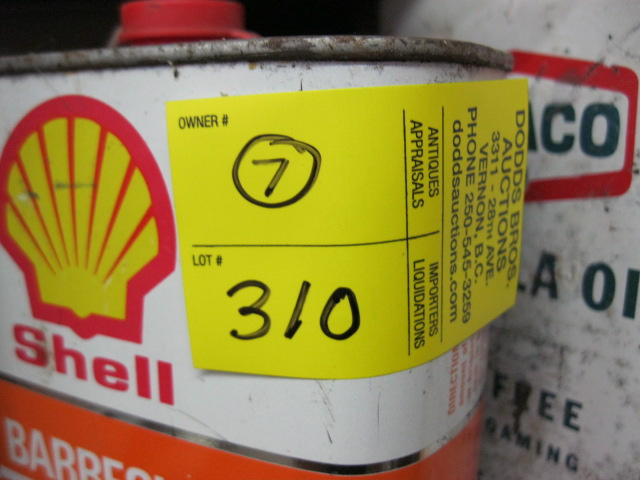 OWNER #
7
LOT #
310
ANTIQUES
APPRAISALS
IMPORTERS
LIQUIDATIONS
DODDS BROS.
AUCTIONS
3311 - 28TH AVE.
VERNON, B.C.
PHONE 250-545-3259
doddsauctions.com
Shell
ACO
LA OI
FREE
OAMING